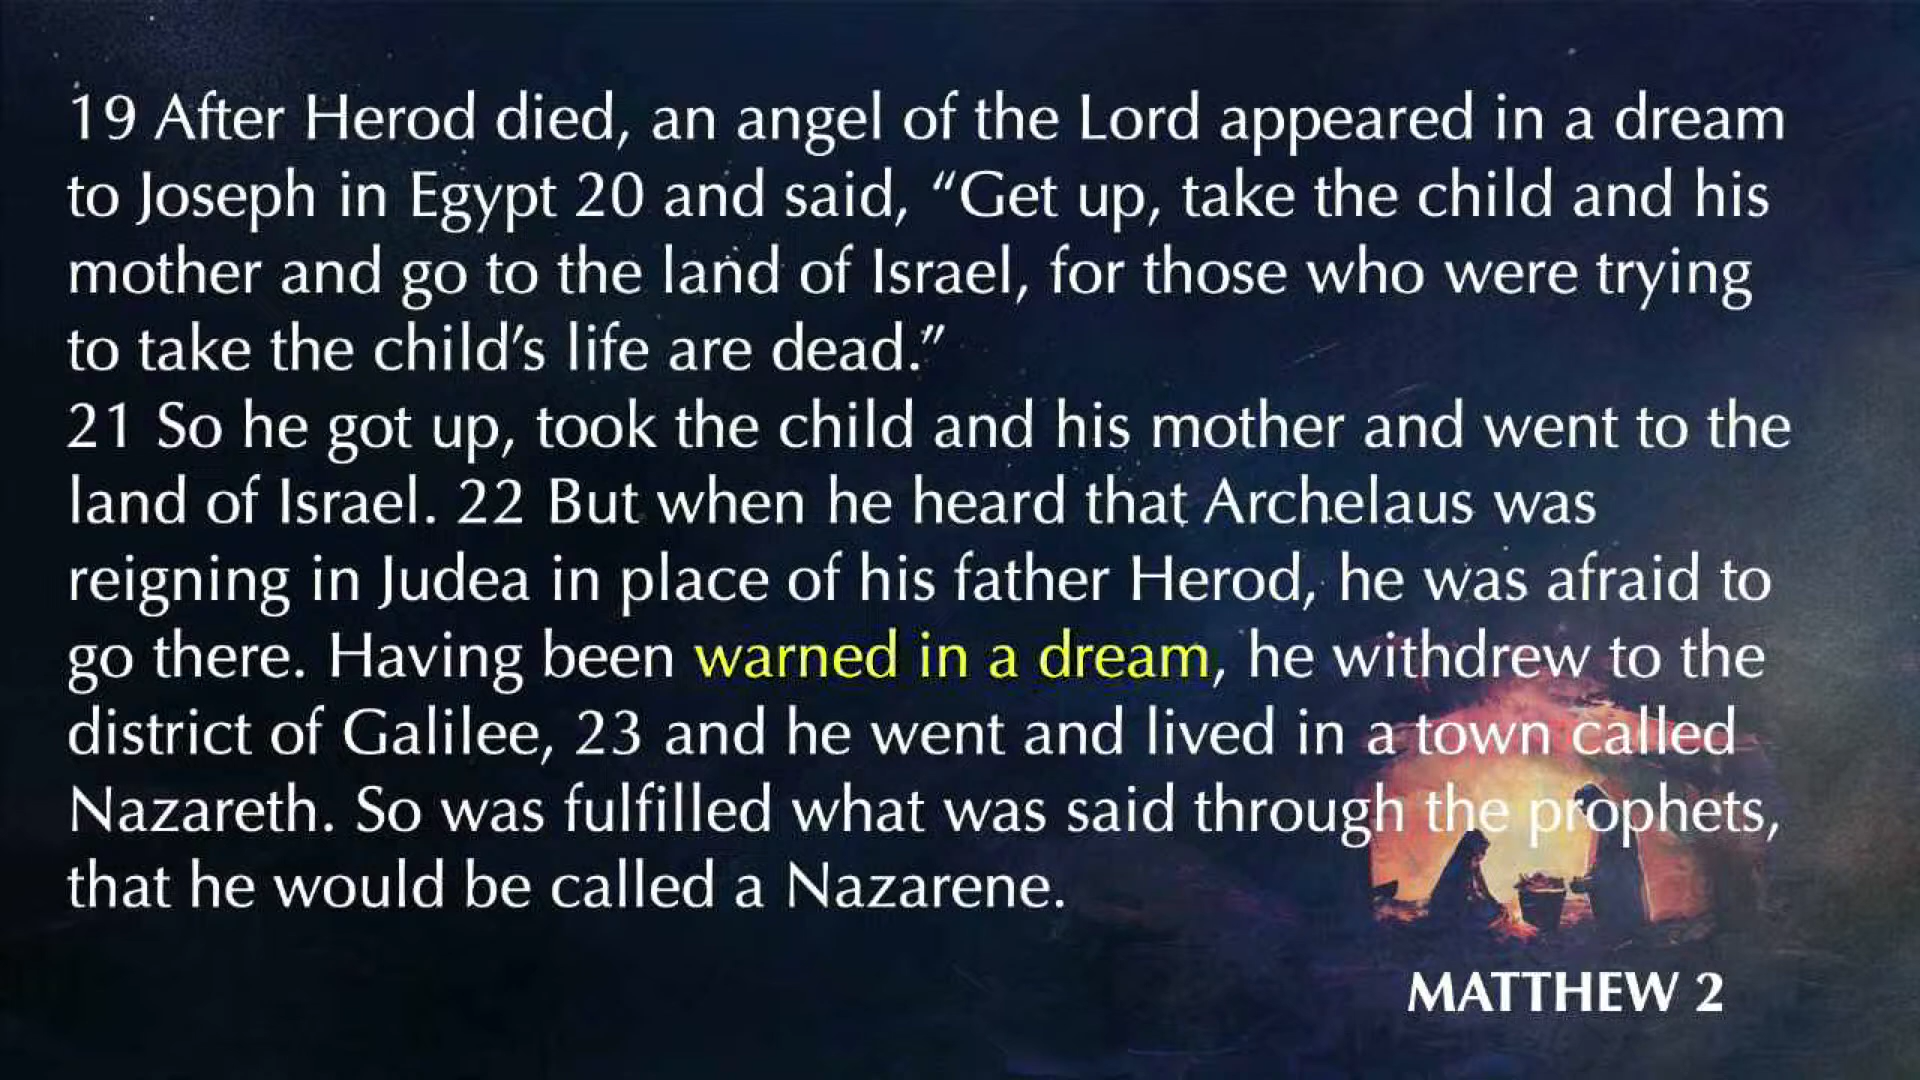 19 After Herod died, an angel of the Lord appeared in a dream
to Joseph in Egypt 20 and said, “Get up, take the child and his
mother and go to the land of Israel, for those who were trying
to take the child’s life are dead.”
21 So he got up, took the child and his mother and went to the
land of Israel. 22 But when he heard that Archelaus was
reigning in Judea in place of his father Herod, he was afraid to
go there. Having been warned in a dream, he withdrew to the
district of Galilee, 23 and he went and lived in a town called
Nazareth. So was fulfilled what was said through the prophets,
that he would be called a Nazarene.
MATTHEW 2